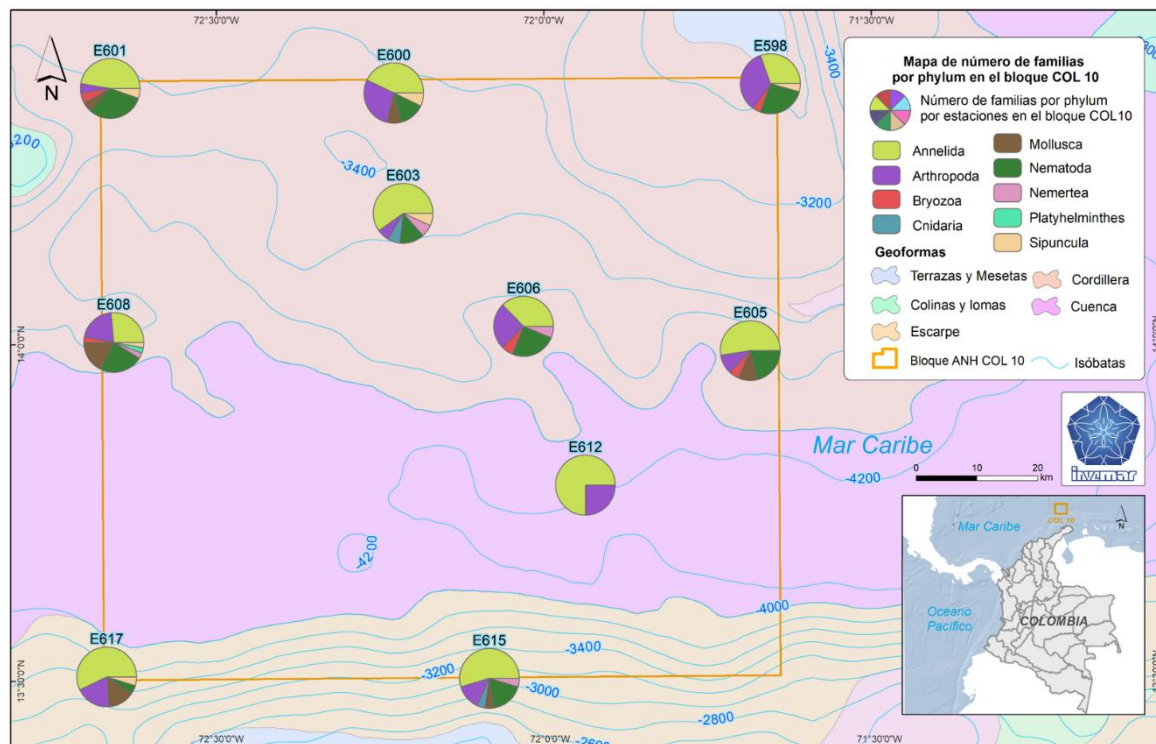 72°30'0"W
72°0'0"W
71°30'0"W
E601
E600
E598
N
-3400
-3400
-3200
E603
E608
E606
E605
14°0'0"N
Mapa de número de familias
por phylum en el bloque COL 10
Número de familias por phylum
por estaciones en el bloque COL10
Annelida
Arthropoda
Bryozoa
Cnidaria
Mollusca
Nematoda
Nemertea
Platyhelminthes
Sipuncula
Geoformas
Terrazas y Mesetas
Colinas y lomas
Escarpe
Cordillera
Cuenca
Bloque ANH COL 10
Isóbatas
Mar Caribe
E612
-4200
-4200
0 10 20
km
invemar
-4000
E617
E615
-3400
-3200
-3000
-2800
13°30'0"N
Mar Caribe
COL 10
N
Oceano
Pacífico
COLOMBIA
72°30'0"W
72°0'0"W
71°30'0"W